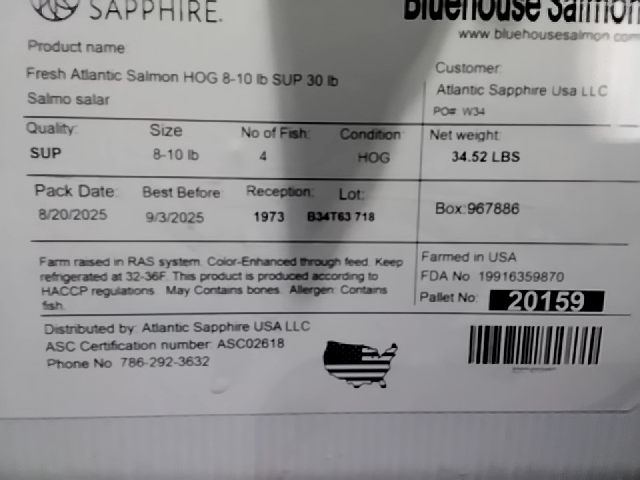 SAPPHIRE.
Bluehouse Salmon
www.bluehousesalmon.com
Product name
Fresh Atlantic Salmon HOG 8-10 lb SUP 30 lb
Salmo salar
Customer:
Atlantic Sapphire Usa LLC
PO#: W34
Quality: Size No of Fish: Condition
SUP 8-10 lb 4 HOG
Net weight:
34.52 LBS
Pack Date: Best Before Reception: Lot:
8/20/2025 9/3/2025 1973 B34T63 718
Box:967886
Farm raised in RAS system. Color-Enhanced through feed. Keep
refrigerated at 32-36F. This product is produced according to
HACCP regulations. May Contains bones. Allergen: Contains
fish.
Farmed in USA
FDA No 19916359870
Pallet No: 20159
Distributed by: Atlantic Sapphire USA LLC
ASC Certification number: ASC02618
Phone No 786-292-3632